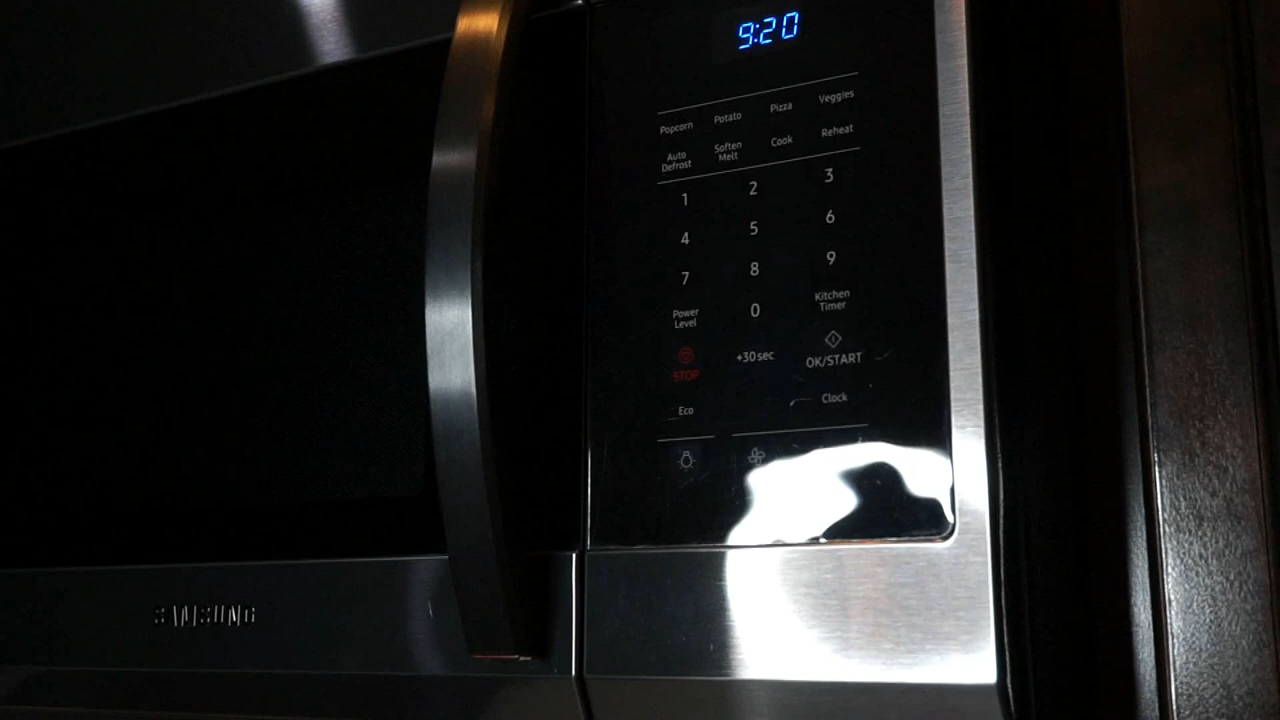 9:20
Popcorn Potato Pizza Veggies
Auto Defrost Soften Melt Cook Reheat
1 2 3
4 5 6
7 8 9
Power Level 0 Kitchen Timer
STOP +30sec OK/START
Eco Clock
SAMSUNG